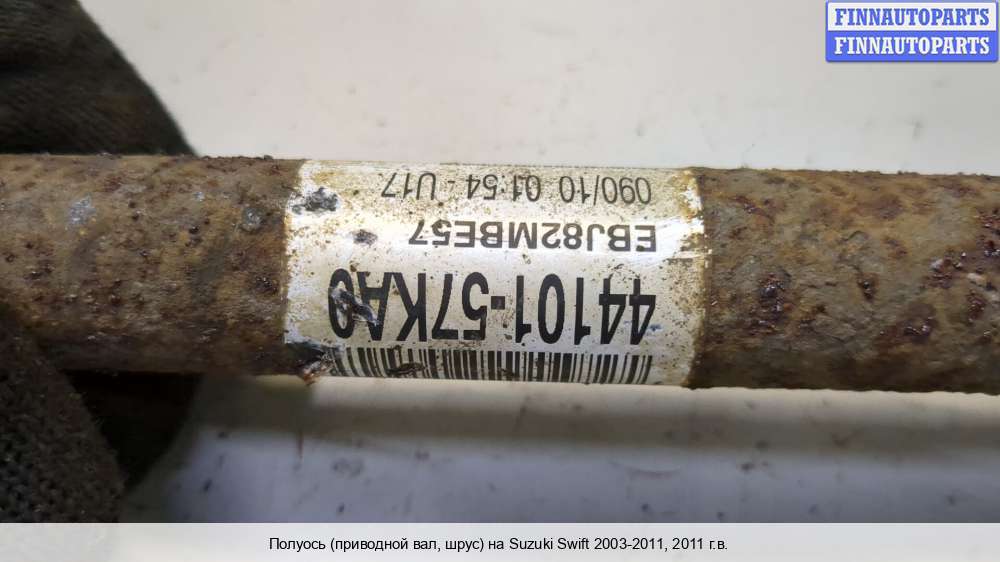 FINNAUTOPARTS
FINNAUTOPARTS
44101-57KA0
EBJ82MBE57
090/10 01:54 - U17
Полуось (приводной вал, шрус) на Suzuki Swift 2003-2011, 2011 г.в.